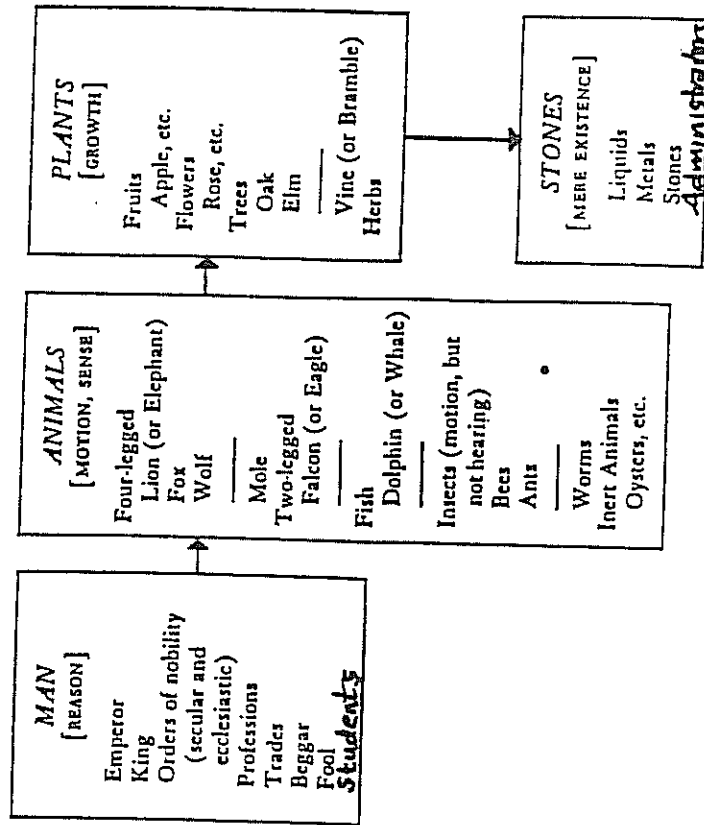 MAN
[REASON]
Emperor
King
Orders of nobility
(secular and
ecclesiastic)
Professions
Trades
Beggar
Fool
Students
ANIMALS
[MOTION, SENSE]
Four-legged
Lion (or Elephant)
Fox
Wolf
Mole
Two-legged
Falcon (or Eagle)
Fish
Dolphin (or Whale)
Insects (motion, but
not hearing)
Bees
Ants
Worms
Inert Animals
Oysters, etc.
PLANTS
[GROWTH]
Fruits
Apple, etc.
Flowers
Rose, etc.
Trees
Oak
Elm
Vine (or Bramble)
Herbs
STONES
[MERE EXISTENCE]
Liquids
Metals
Stones
Administrators